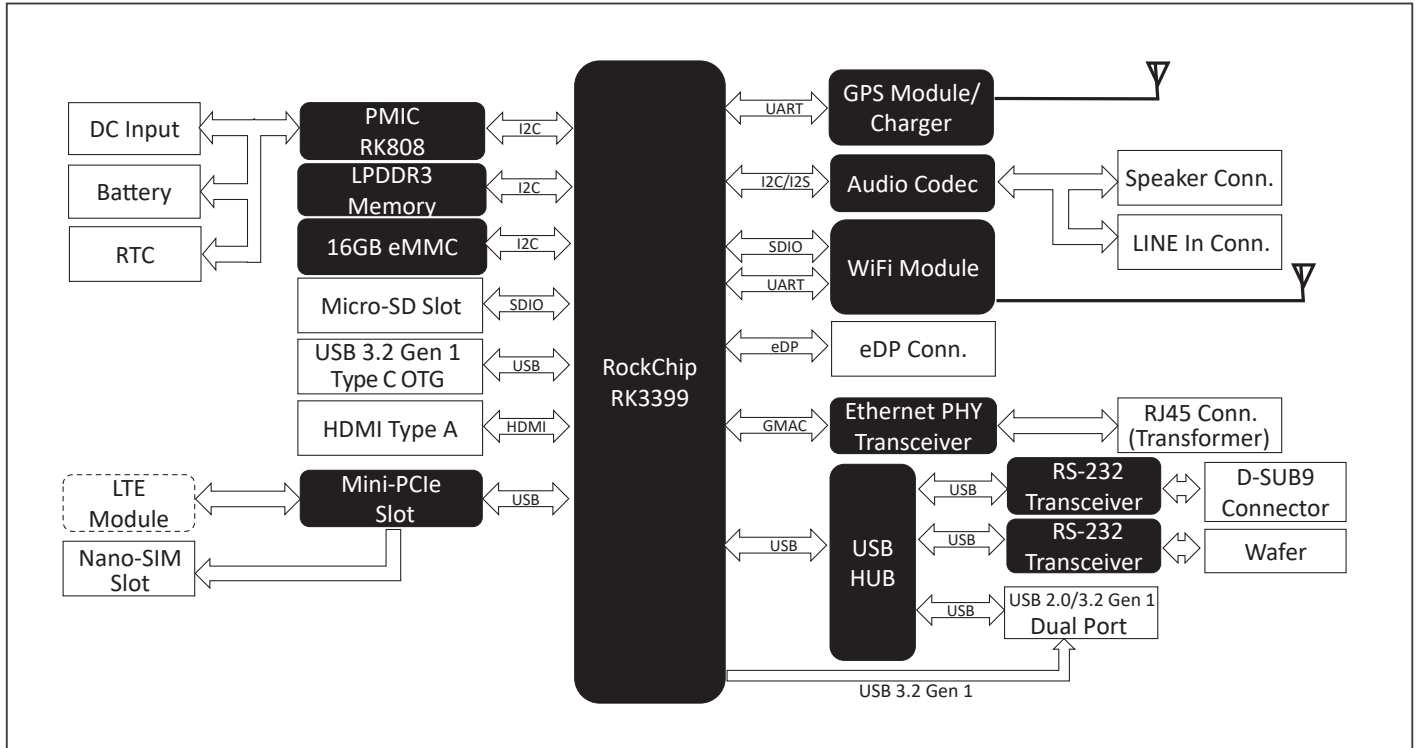 DC Input
Battery
RTC
PMIC
RK808
I2C
LPDDR3
Memory
I2C
16GB eMMC
I2C
Micro-SD Slot
SDIO
USB 3.2 Gen 1
Type C OTG
USB
HDMI Type A
HDMI
LTE
Module
Mini-PCIe
Slot
USB
Nano-SIM
Slot
RockChip
RK3399
UART
GPS Module/
Charger
I2C/I2S
Audio Codec
Speaker Conn.
LINE In Conn.
SDIO
UART
WiFi Module
eDP
eDP Conn.
GMAC
Ethernet PHY
Transceiver
RJ45 Conn.
(Transformer)
USB
USB
HUB
USB
RS-232
Transceiver
D-SUB9
Connector
USB
RS-232
Transceiver
Wafer
USB
USB 2.0/3.2 Gen 1
Dual Port
USB 3.2 Gen 1